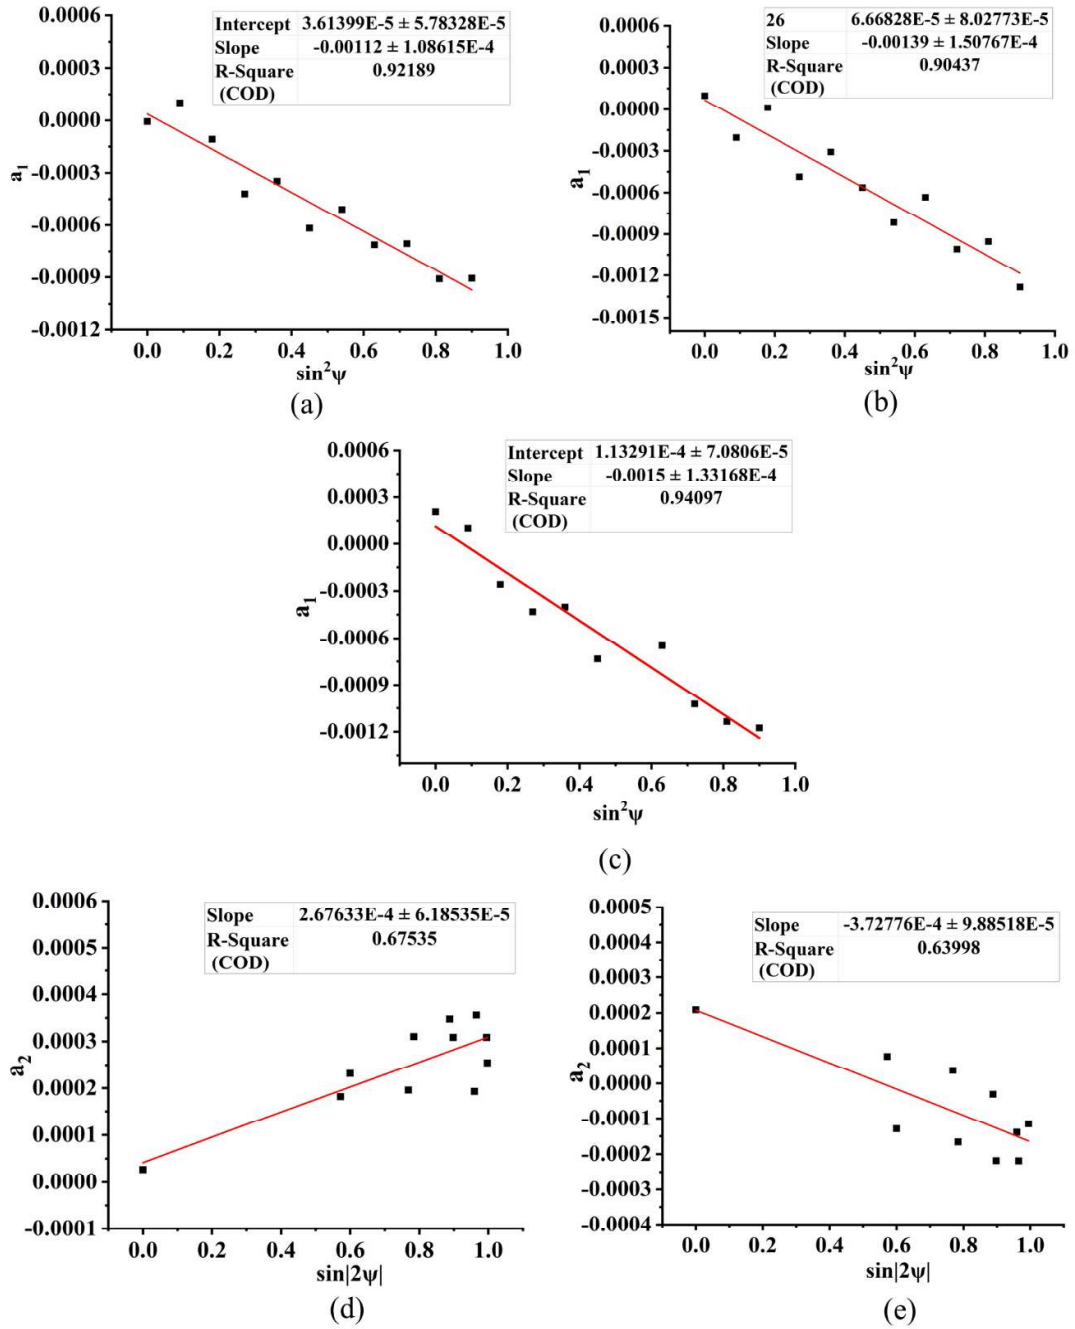 Intercept 3.61399E-5 ± 5.78328E-5
Slope -0.00112 ± 1.08615E-4
R-Square 0.92189
(COD)
0.0006
0.0003
0.0000
-0.0003
-0.0006
-0.0009
-0.0012
a1
0.0 0.2 0.4 0.6 0.8 1.0
sin²ψ
(a)
26 6.66828E-5 ± 8.02773E-5
Slope -0.00139 ± 1.50767E-4
R-Square 0.90437
(COD)
0.0006
0.0003
0.0000
-0.0003
-0.0006
-0.0009
-0.0012
-0.0015
a1
0.0 0.2 0.4 0.6 0.8 1.0
sin²ψ
(b)
Intercept 1.13291E-4 ± 7.0806E-5
Slope -0.0015 ± 1.33168E-4
R-Square 0.94097
(COD)
0.0006
0.0003
0.0000
-0.0003
-0.0006
-0.0009
-0.0012
a1
0.0 0.2 0.4 0.6 0.8 1.0
sin²ψ
(c)
Slope 2.67633E-4 ± 6.18535E-5
R-Square 0.67535
(COD)
0.0006
0.0005
0.0004
0.0003
0.0002
0.0001
0.0000
-0.0001
a2
0.0 0.2 0.4 0.6 0.8 1.0
sin|2ψ|
(d)
Slope -3.72776E-4 ± 9.88518E-5
R-Square 0.63998
(COD)
0.0005
0.0004
0.0003
0.0002
0.0001
0.0000
-0.0001
-0.0002
-0.0003
-0.0004
a2
0.0 0.2 0.4 0.6 0.8 1.0
sin|2ψ|
(e)